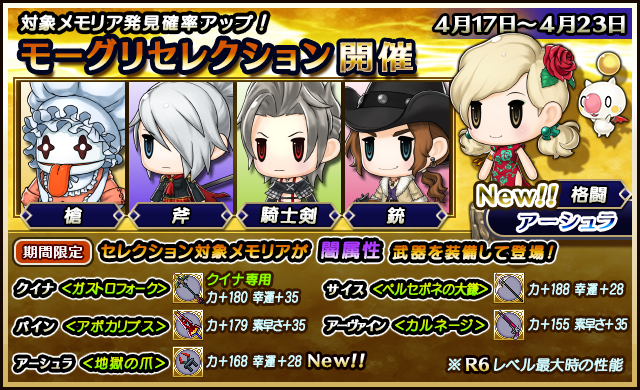 対象メモリア発見確率アップ！
4月17日～4月23日
モーグリセレクション開催
New!! 格闘
アーシュラ
槍
斧
騎士剣
銃
期間限定 セレクション対象メモリアが 闇属性 武器を装備して登場！
クイナ <ガストロフォーク> クイナ専用
力+180 幸運+35
サイス <ペルセポネの大鎌> 力+188 幸運+28
パイン <アポカリプス> 力+179 素早さ+35
アーヴァイン <カルネージ> 力+155 素早さ+35
アーシュラ <地獄の爪> 力+168 幸運+28 New!!
※R6レベル最大時の性能